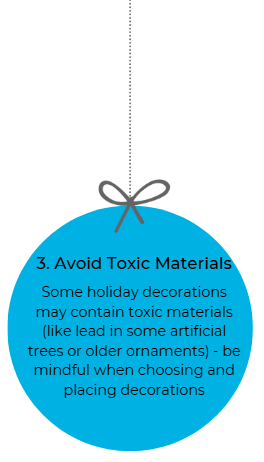 3. Avoid Toxic Materials
Some holiday decorations
may contain toxic materials
(like lead in some artificial
trees or older ornaments) - be
mindful when choosing and
placing decorations